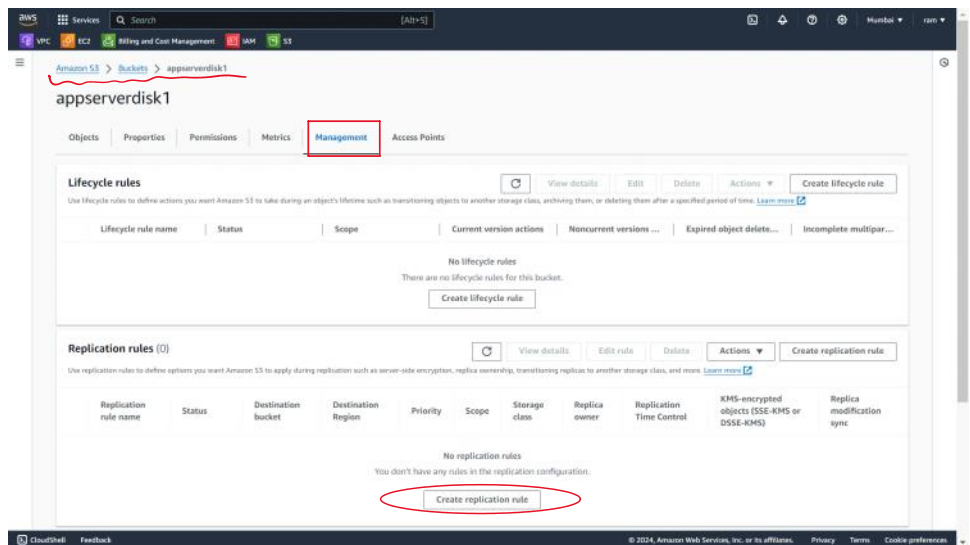 aws Services Search [Alt+S] Mumbai ▼ ram ▼
VPC EC2 Billing and Cost Management IAM S3
Amazon S3 > Buckets > appserverdisk1
appserverdisk1
Objects Properties Permissions Metrics Management Access Points
Lifecycle rules View details Edit Delete Actions ▼ Create lifecycle rule
Use lifecycle rules to define actions you want Amazon S3 to take during an object's lifetime such as transitioning objects to another storage class, archiving them, or deleting them after a specified period of time. Learn more
Lifecycle rule name Status Scope Current version actions Noncurrent versions ... Expired object delete... Incomplete multipar...
No lifecycle rules
There are no lifecycle rules for this bucket.
Create lifecycle rule
Replication rules (0) View details Edit rule Delete Actions ▼ Create replication rule
Use replication rules to define options you want Amazon S3 to apply during replication such as server-side encryption, replica ownership, transitioning replicas to another storage class, and more. Learn more
Replication rule name Status Destination bucket Destination Region Priority Scope Storage class Replica owner Replication Time Control KMS-encrypted objects (SSE-KMS or DSSE-KMS) Replica modification sync
No replication rules
You don't have any rules in the replication configuration.
Create replication rule
CloudShell Feedback © 2024, Amazon Web Services, Inc. or its affiliates. Privacy Terms Cookie preferences